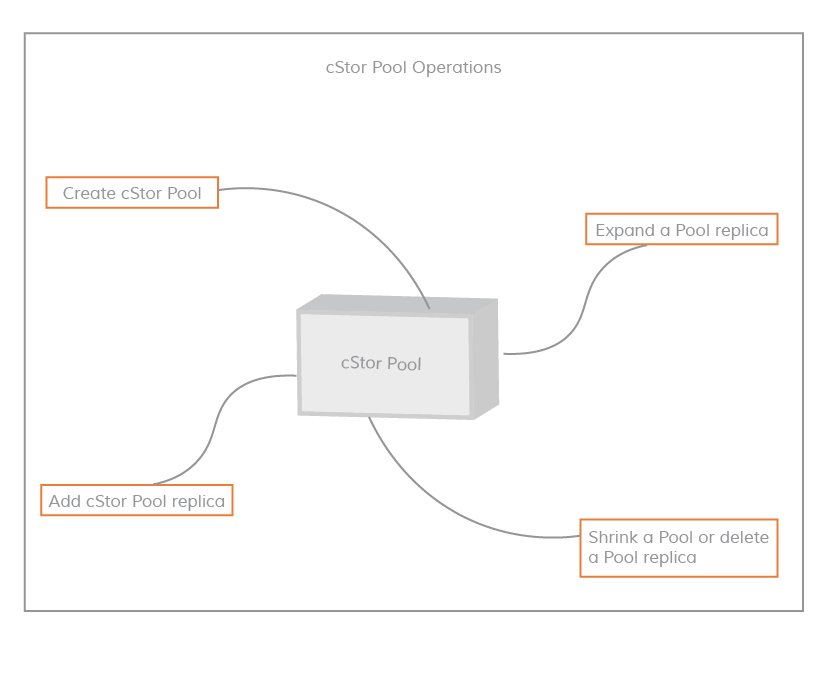 cStor Pool Operations
Create cStor Pool
Expand a Pool replica
cStor Pool
Add cStor Pool replica
Shrink a Pool or delete
a Pool replica